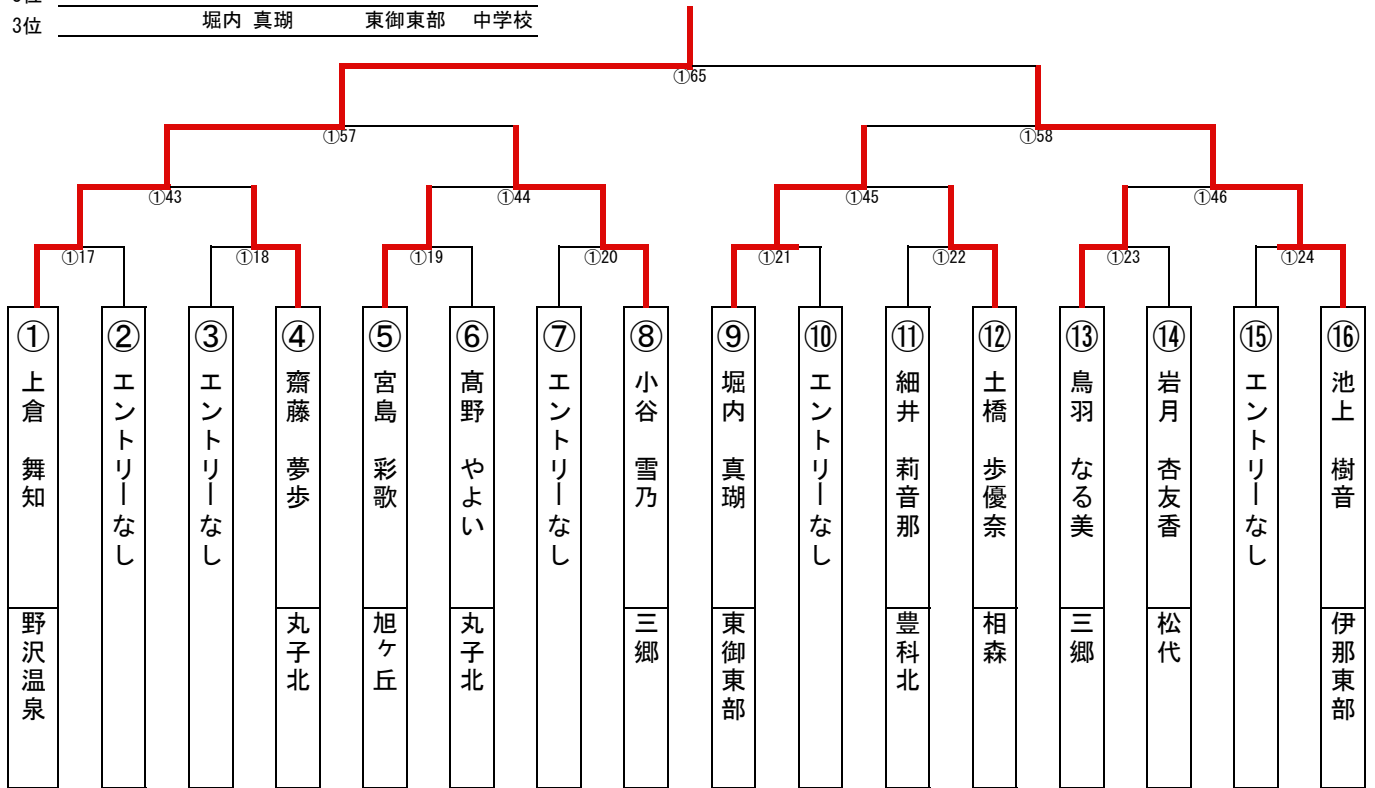 3位 堀内 真瑚 東御東部 中学校
①65
①57 ①58
①43 ①44 ①45 ①46
①17 ①18 ①19 ①20 ①21 ①22 ①23 ①24
① 上倉 舞知 野沢温泉
② エントリーなし
③ エントリーなし
④ 齋藤 夢歩 丸子北
⑤ 宮島 彩歌 旭ヶ丘
⑥ 髙野 やよい 丸子北
⑦ エントリーなし
⑧ 小谷 雪乃 三郷
⑨ 堀内 真瑚 東御東部
⑩ エントリーなし
⑪ 細井 莉音那 豊科北
⑫ 土橋 歩優奈 相森
⑬ 鳥羽 なる美 三郷
⑭ 岩月 杏友香 松代
⑮ エントリーなし
⑯ 池上 樹音 伊那東部